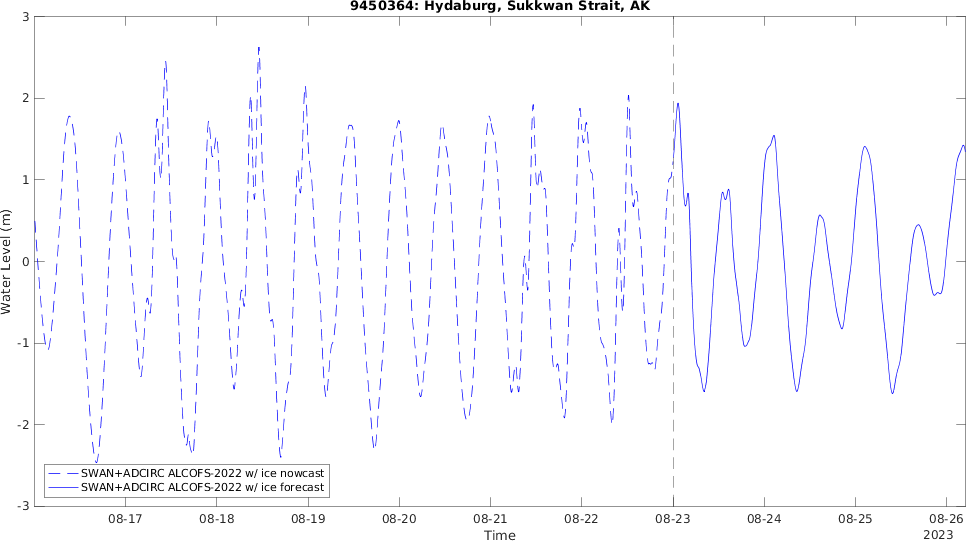 9450364: Hydaburg, Sukkwan Strait, AK
3
2
1
0
-1
-2
-3
Water Level (m)
SWAN+ADCIRC ALCOFS-2022 w/ ice nowcast
SWAN+ADCIRC ALCOFS-2022 w/ ice forecast
08-17 08-18 08-19 08-20 08-21 08-22 08-23 08-24 08-25 08-26
Time
2023